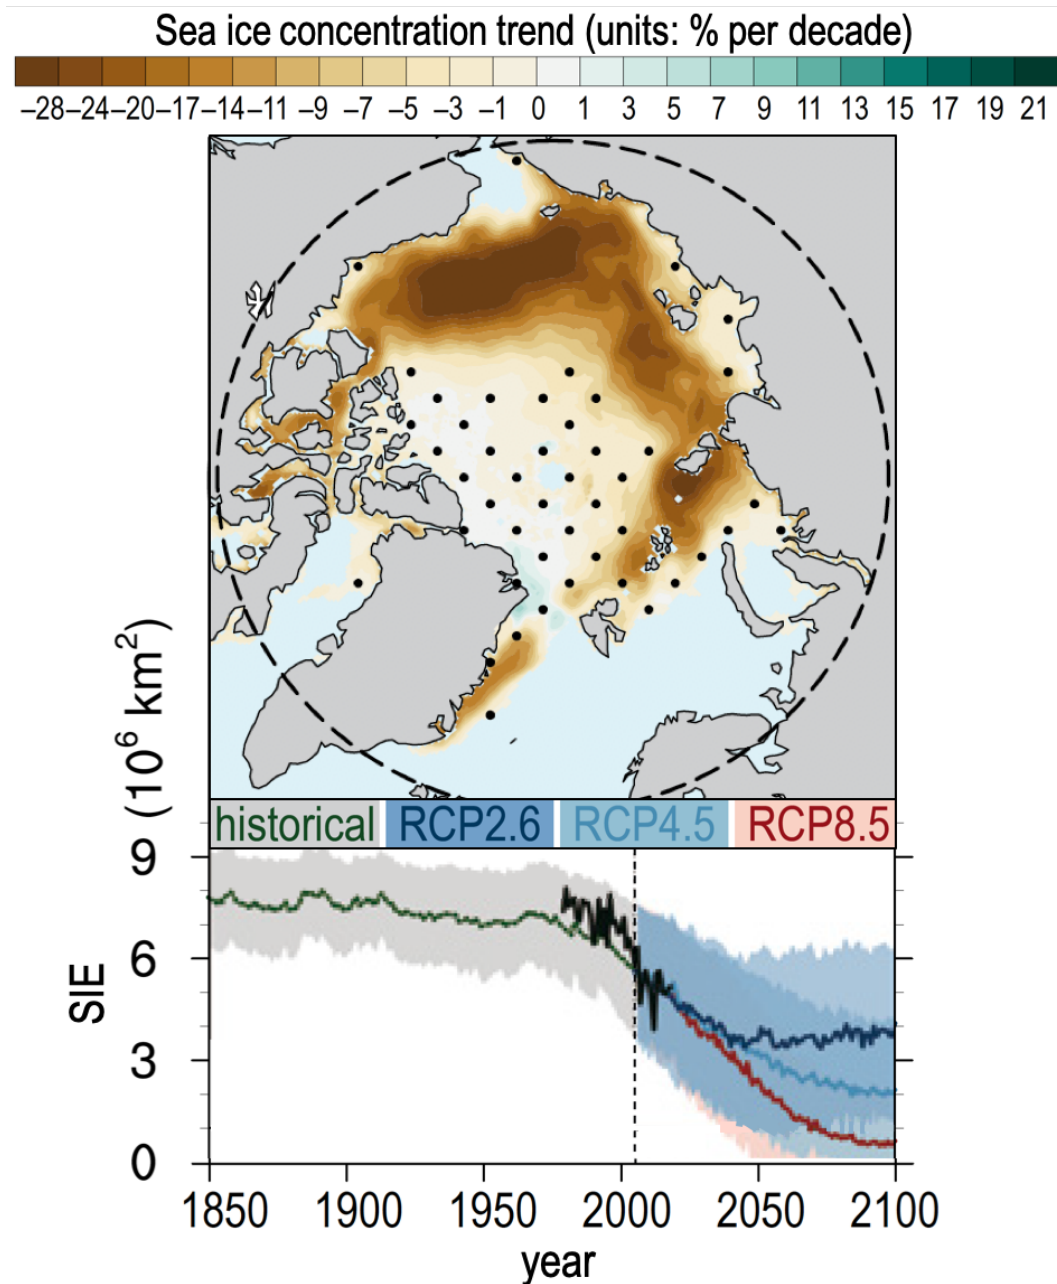 Sea ice concentration trend (units: % per decade)
–28 –24 –20 –17 –14 –11 –9 –7 –5 –3 –1 0 1 3 5 7 9 11 13 15 17 19 21
historical RCP2.6 RCP4.5 RCP8.5
SIE (10⁶ km²)
9
6
3
0
1850 1900 1950 2000 2050 2100
year